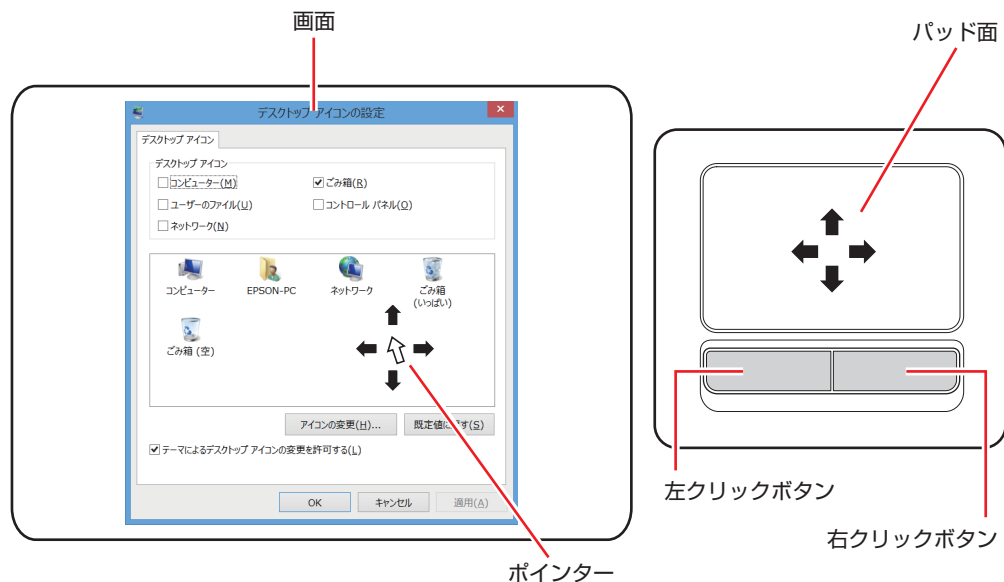 画面
パッド面
デスクトップ アイコンの設定
デスクトップ アイコン
デスクトップ アイコン
コンピューター(M)
ごみ箱(R)
ユーザーのファイル(U)
コントロール パネル(O)
ネットワーク(N)
コンピューター
EPSON-PC
ネットワーク
ごみ箱
(いっぱい)
ごみ箱 (空)
アイコンの変更(H)...
既定値に戻す(S)
テーマによるデスクトップ アイコンの変更を許可する(L)
OK
キャンセル
適用(A)
左クリックボタン
右クリックボタン
ポインター